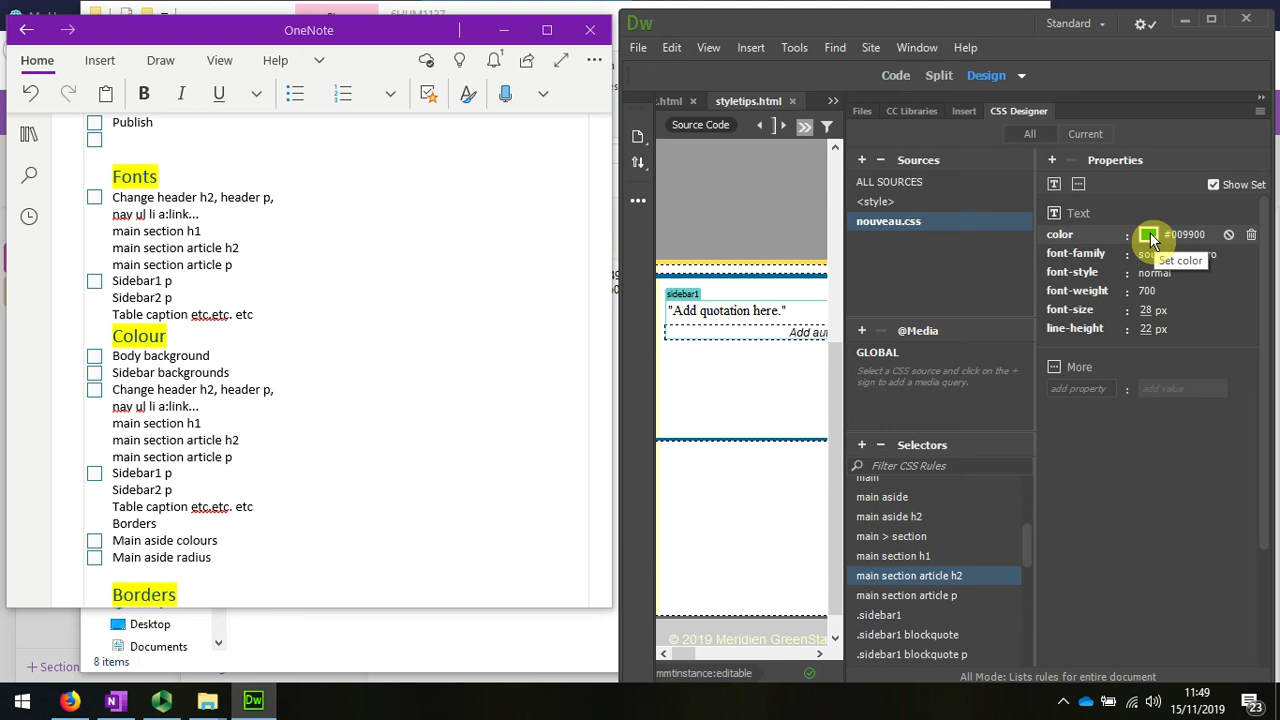 OneNote
Home
Insert
Draw
View
Help
Publish
Fonts
Change header h2, header p,
nav ul li a:link...
main section h1
main section article h2
main section article p
Sidebar1 p
Sidebar2 p
Table caption etc,etc. etc
Colour
Body background
Sidebar backgrounds
Change header h2, header p,
nav ul li a:link...
main section h1
main section article h2
main section article p
Sidebar1 p
Sidebar2 p
Table caption etc,etc. etc
Borders
Main aside colours
Main aside radius
Borders
Desktop
Documents
Section
8 items
Dw
Standard
File
Edit
View
Insert
Tools
Find
Site
Window
Help
Code
Split
Design
.html
styletips.html
Source Code
sidebar1
"Add quotation here."
Add aut
© 2019 Meridien GreenSta
mmtinstance:editable
Files
CC Libraries
Insert
CSS Designer
All
Current
Sources
ALL SOURCES
<style>
nouveau.css
@Media
GLOBAL
Select a CSS source and click on the +
sign to add a media query.
Selectors
Filter CSS Rules
main
main aside
main aside h2
main > section
main section h1
main section article h2
main section article p
.sidebar1
.sidebar1 blockquote
.sidebar1 blockquote p
Properties
Show Set
Text
color : #009900
Set color
font-family :
font-style : normal
font-weight : 700
font-size : 28 px
line-height : 22 px
More
add property : add value
All Mode: Lists rules for entire document
11:49
15/11/2019
23